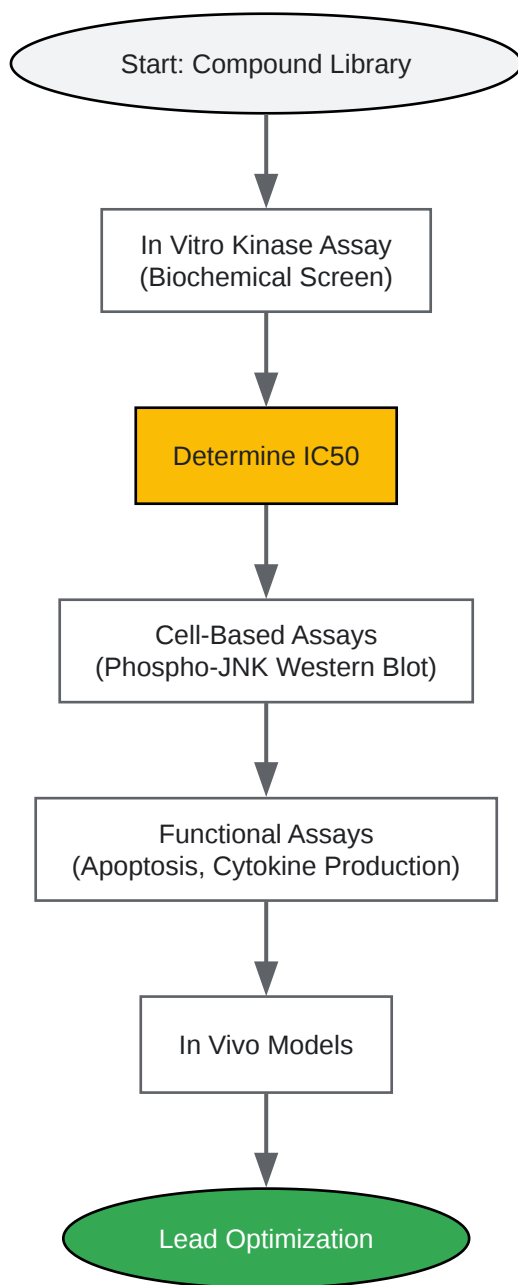 Start: Compound Library
In Vitro Kinase Assay
(Biochemical Screen)
Determine IC50
Cell-Based Assays
(Phospho-JNK Western Blot)
Functional Assays
(Apoptosis, Cytokine Production)
In Vivo Models
Lead Optimization